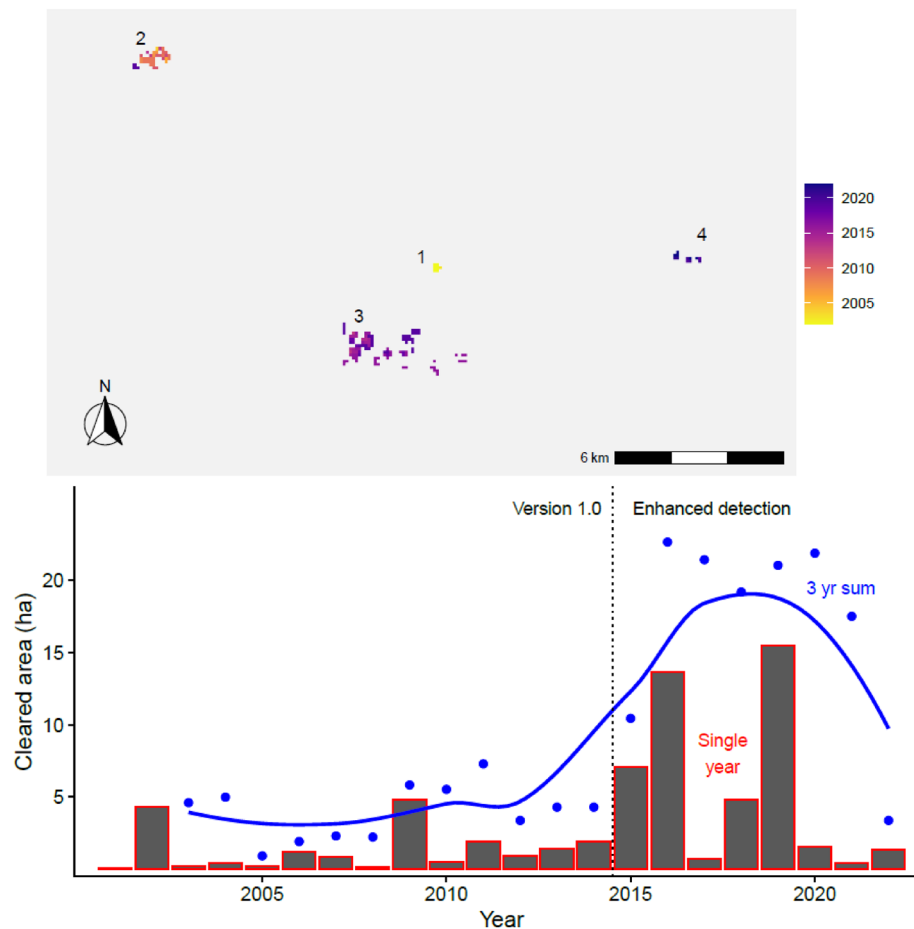 2
2020
2015
2010
2005
4
1
3
N
6 km
Version 1.0
Enhanced detection
3 yr sum
Single
year
20
15
10
5
Cleared area (ha)
2005
2010
2015
2020
Year